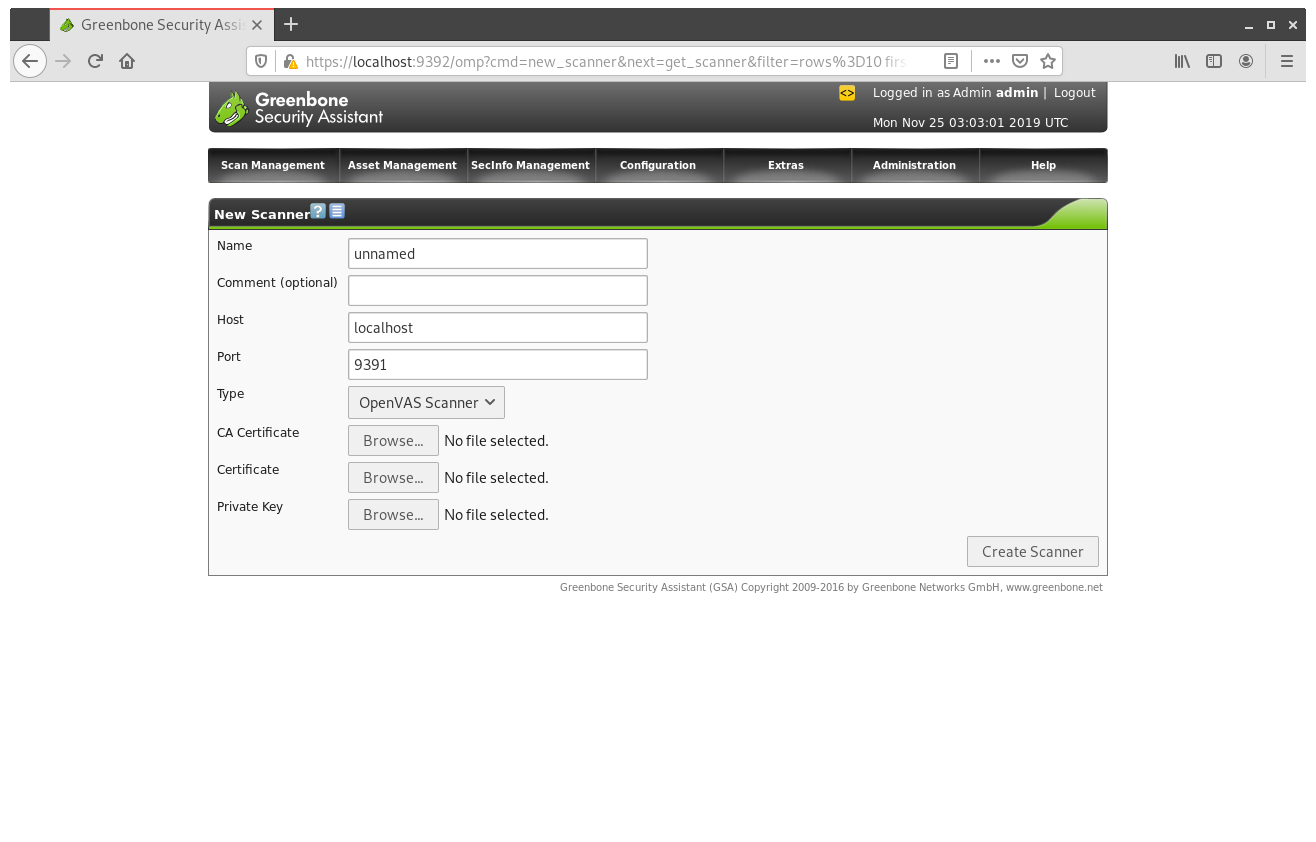 Greenbone Security Assi
https://localhost:9392/omp?cmd=new_scanner&next=get_scanner&filter=rows%3D10 firs
Greenbone
Security Assistant
<> Logged in as Admin admin | Logout
Mon Nov 25 03:03:01 2019 UTC
Scan Management Asset Management SecInfo Management Configuration Extras Administration Help
New Scanner ?
Name unnamed
Comment (optional)
Host localhost
Port 9391
Type OpenVAS Scanner
CA Certificate Browse... No file selected.
Certificate Browse... No file selected.
Private Key Browse... No file selected.
Create Scanner
Greenbone Security Assistant (GSA) Copyright 2009-2016 by Greenbone Networks GmbH, www.greenbone.net